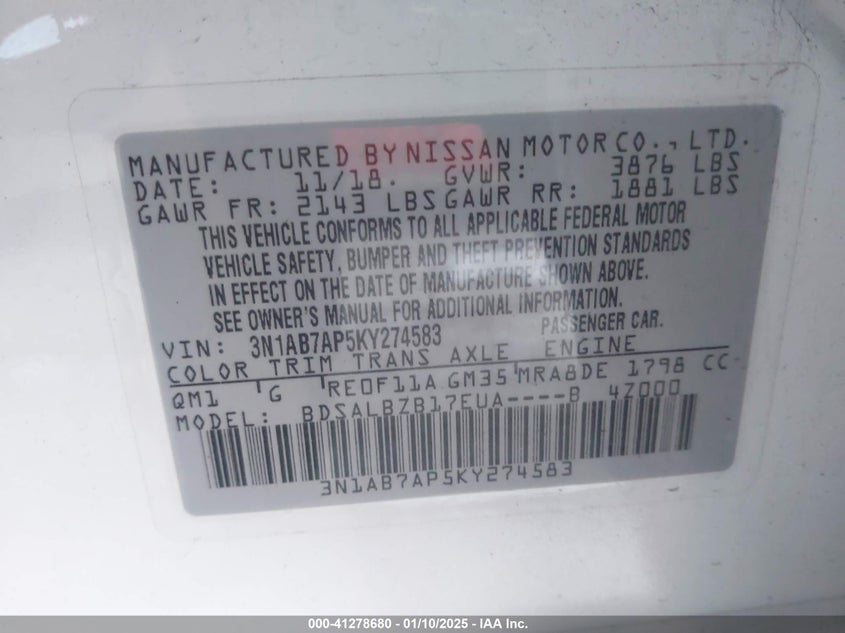 MANUFACTURED BY NISSAN MOTOR CO., LTD.
DATE: 11/18. GVWR: 3876 LBS
GAWR FR: 2143 LBS GAWR RR: 1881 LBS
THIS VEHICLE CONFORMS TO ALL APPLICABLE FEDERAL MOTOR
VEHICLE SAFETY, BUMPER AND THEFT PREVENTION STANDARDS
IN EFFECT ON THE DATE OF MANUFACTURE SHOWN ABOVE.
SEE OWNER'S MANUAL FOR ADDITIONAL INFORMATION.
VIN: 3N1AB7AP5KY274583 PASSENGER CAR.
COLOR TRIM TRANS AXLE ENGINE
QM1 G RE0F11A GM35 MRA8DE 1798 CC
MODEL: BDSALBZB17EUA----B 4Z000
3N1AB7AP5KY274583
000-41278680 - 01/10/2025 - IAA Inc.